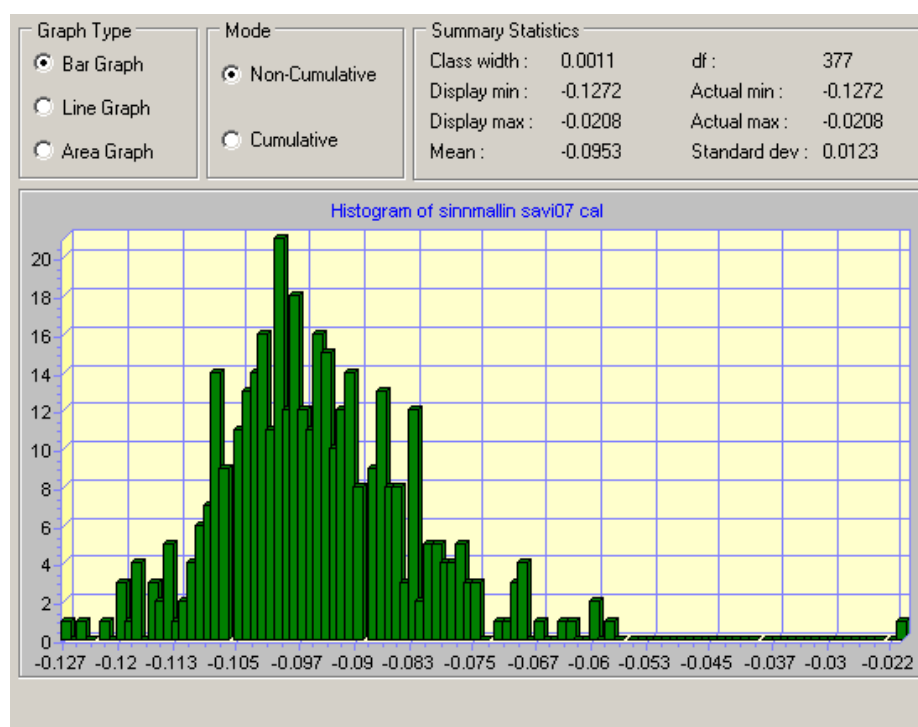 Graph Type
Bar Graph
Line Graph
Area Graph
Mode
Non-Cumulative
Cumulative
Summary Statistics
Class width : 0.0011 df : 377
Display min : -0.1272 Actual min : -0.1272
Display max : -0.0208 Actual max : -0.0208
Mean : -0.0953 Standard dev : 0.0123
Histogram of sinnmallin savi07 cal
20
18
16
14
12
10
8
6
4
2
0
-0.127 -0.12 -0.113 -0.105 -0.097 -0.09 -0.083 -0.075 -0.067 -0.06 -0.053 -0.045 -0.037 -0.03 -0.022